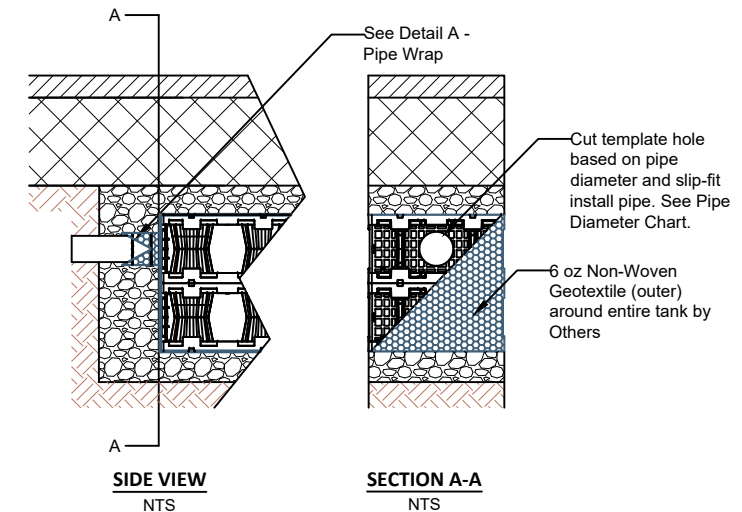 A
See Detail A -
Pipe Wrap
Cut template hole
based on pipe
diameter and slip-fit
install pipe. See Pipe
Diameter Chart.
6 oz Non-Woven
Geotextile (outer)
around entire tank by
Others
A
SIDE VIEW
NTS
SECTION A-A
NTS